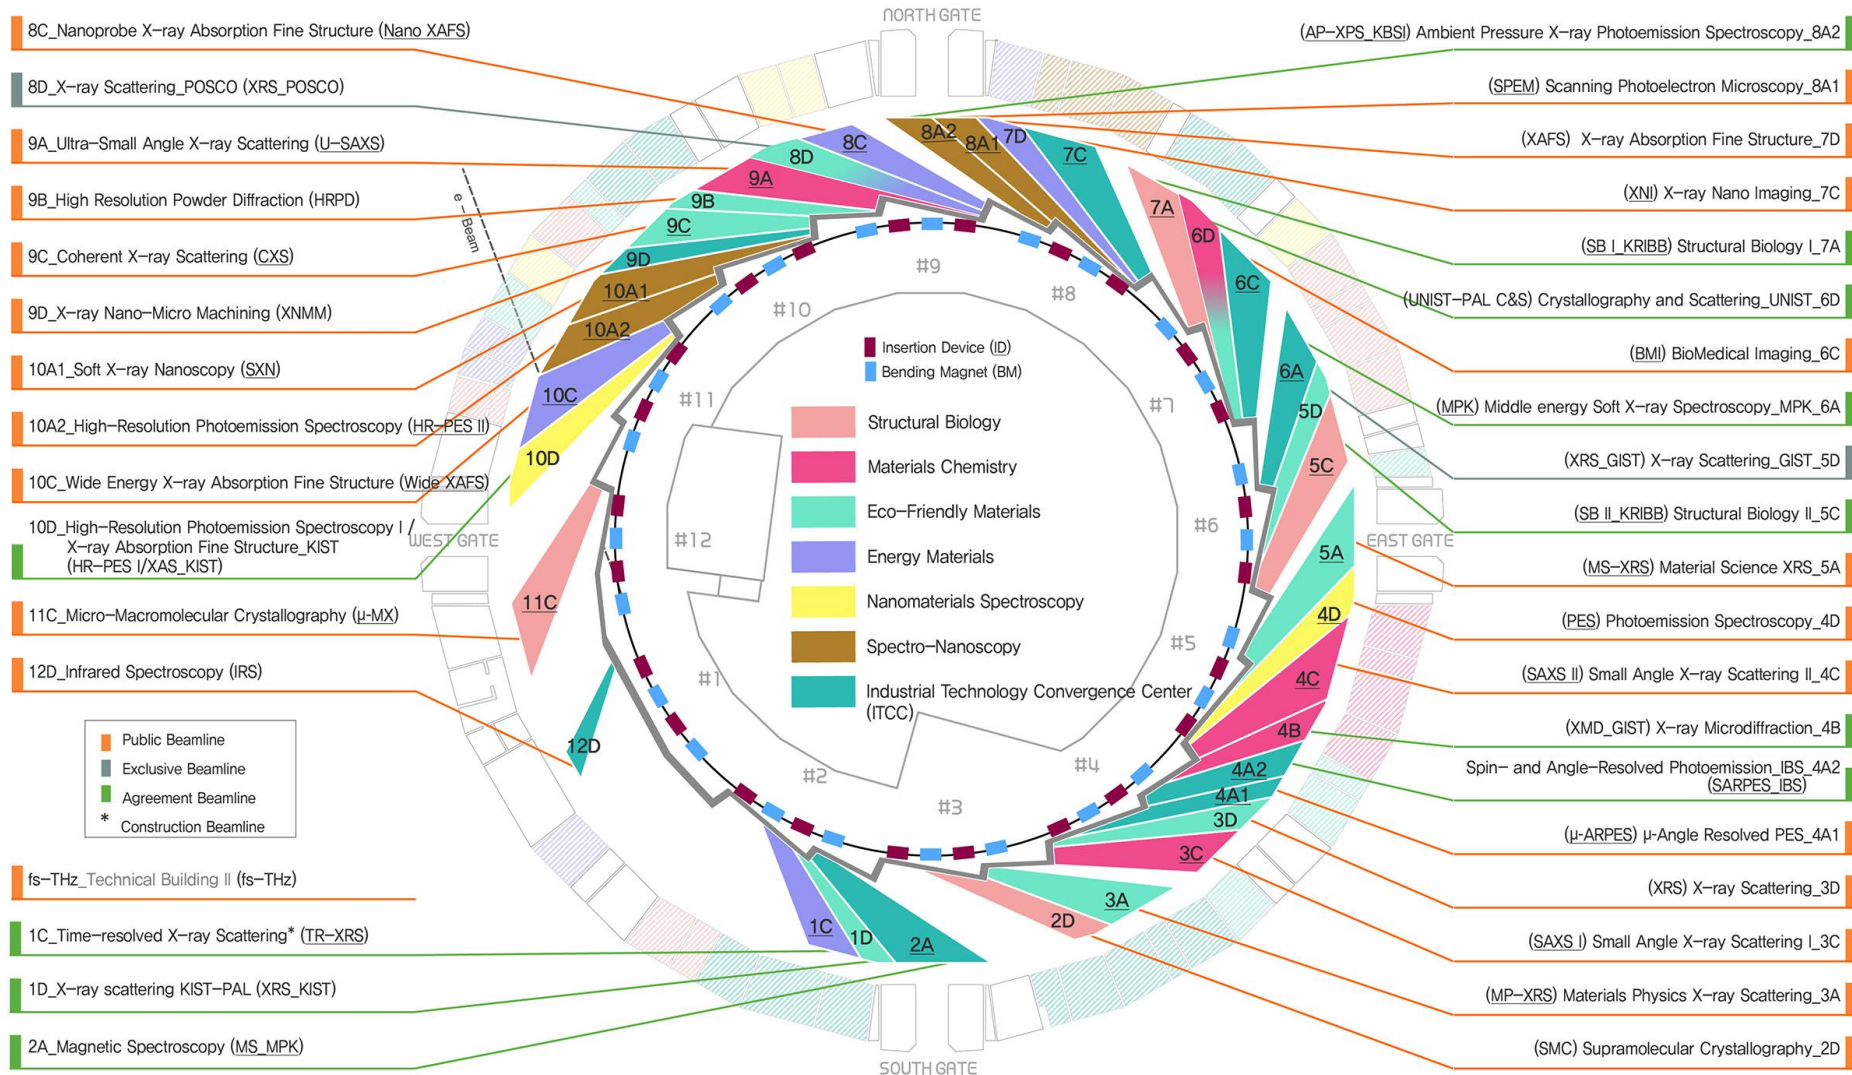 NORTH GATE
8C_Nanoprobe X-ray Absorption Fine Structure (Nano XAFS)
8D_X-ray Scattering_POSCO (XRS_POSCO)
9A_Ultra-Small Angle X-ray Scattering (U-SAXS)
9B_High Resolution Powder Diffraction (HRPD)
9C_Coherent X-ray Scattering (CXS)
9D_X-ray Nano-Micro Machining (XNMM)
10A1_Soft X-ray Nanoscopy (SXN)
10A2_High-Resolution Photoemission Spectroscopy (HR-PES II)
10C_Wide Energy X-ray Absorption Fine Structure (Wide XAFS)
10D_High-Resolution Photoemission Spectroscopy I /
X-ray Absorption Fine Structure_KIST
(HR-PES I/XAS_KIST)
11C_Micro-Macromolecular Crystallography (μ-MX)
12D_Infrared Spectroscopy (IRS)
Public Beamline
Exclusive Beamline
Agreement Beamline
* Construction Beamline
fs-THz_Technical Building II (fs-THz)
1C_Time-resolved X-ray Scattering* (TR-XRS)
1D_X-ray scattering KIST-PAL (XRS_KIST)
2A_Magnetic Spectroscopy (MS_MPK)
e - Beam
WEST GATE
8C
8D
9A
9B
9C
9D
10A1
10A2
10C
10D
11C
12D
1C
1D
2A
8A2
8A1
7D
7C
7A
6D
6C
6A
5D
5C
5A
4D
4C
4B
4A2
4A1
3D
3C
3A
2D
#9
#8
#7
#6
#5
#4
#3
#2
#1
#12
#11
#10
Insertion Device (ID)
Bending Magnet (BM)
Structural Biology
Materials Chemistry
Eco-Friendly Materials
Energy Materials
Nanomaterials Spectroscopy
Spectro-Nanoscopy
Industrial Technology Convergence Center
(ITCC)
EAST GATE
SOUTH GATE
(AP-XPS_KBSI) Ambient Pressure X-ray Photoemission Spectroscopy_8A2
(SPEM) Scanning Photoelectron Microscopy_8A1
(XAFS) X-ray Absorption Fine Structure_7D
(XNI) X-ray Nano Imaging_7C
(SB I_KRIBB) Structural Biology I_7A
(UNIST-PAL C&S) Crystallography and Scattering_UNIST_6D
(BMI) BioMedical Imaging_6C
(MPK) Middle energy Soft X-ray Spectroscopy_MPK_6A
(XRS_GIST) X-ray Scattering_GIST_5D
(SB II_KRIBB) Structural Biology II_5C
(MS-XRS) Material Science XRS_5A
(PES) Photoemission Spectroscopy_4D
(SAXS II) Small Angle X-ray Scattering II_4C
(XMD_GIST) X-ray Microdiffraction_4B
Spin- and Angle-Resolved Photoemission_IBS_4A2
(SARPES_IBS)
(μ-ARPES) μ-Angle Resolved PES_4A1
(XRS) X-ray Scattering_3D
(SAXS I) Small Angle X-ray Scattering I_3C
(MP-XRS) Materials Physics X-ray Scattering_3A
(SMC) Supramolecular Crystallography_2D